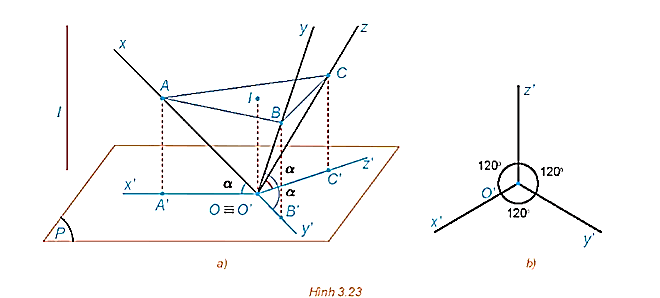 x
y
z
A
C
I
B
l
z'
α
α
α
x'
A'
O ≡ O'
B'
C'
y'
P
a)
z'
120°
120°
O'
120°
x'
y'
b)
Hình 3.23